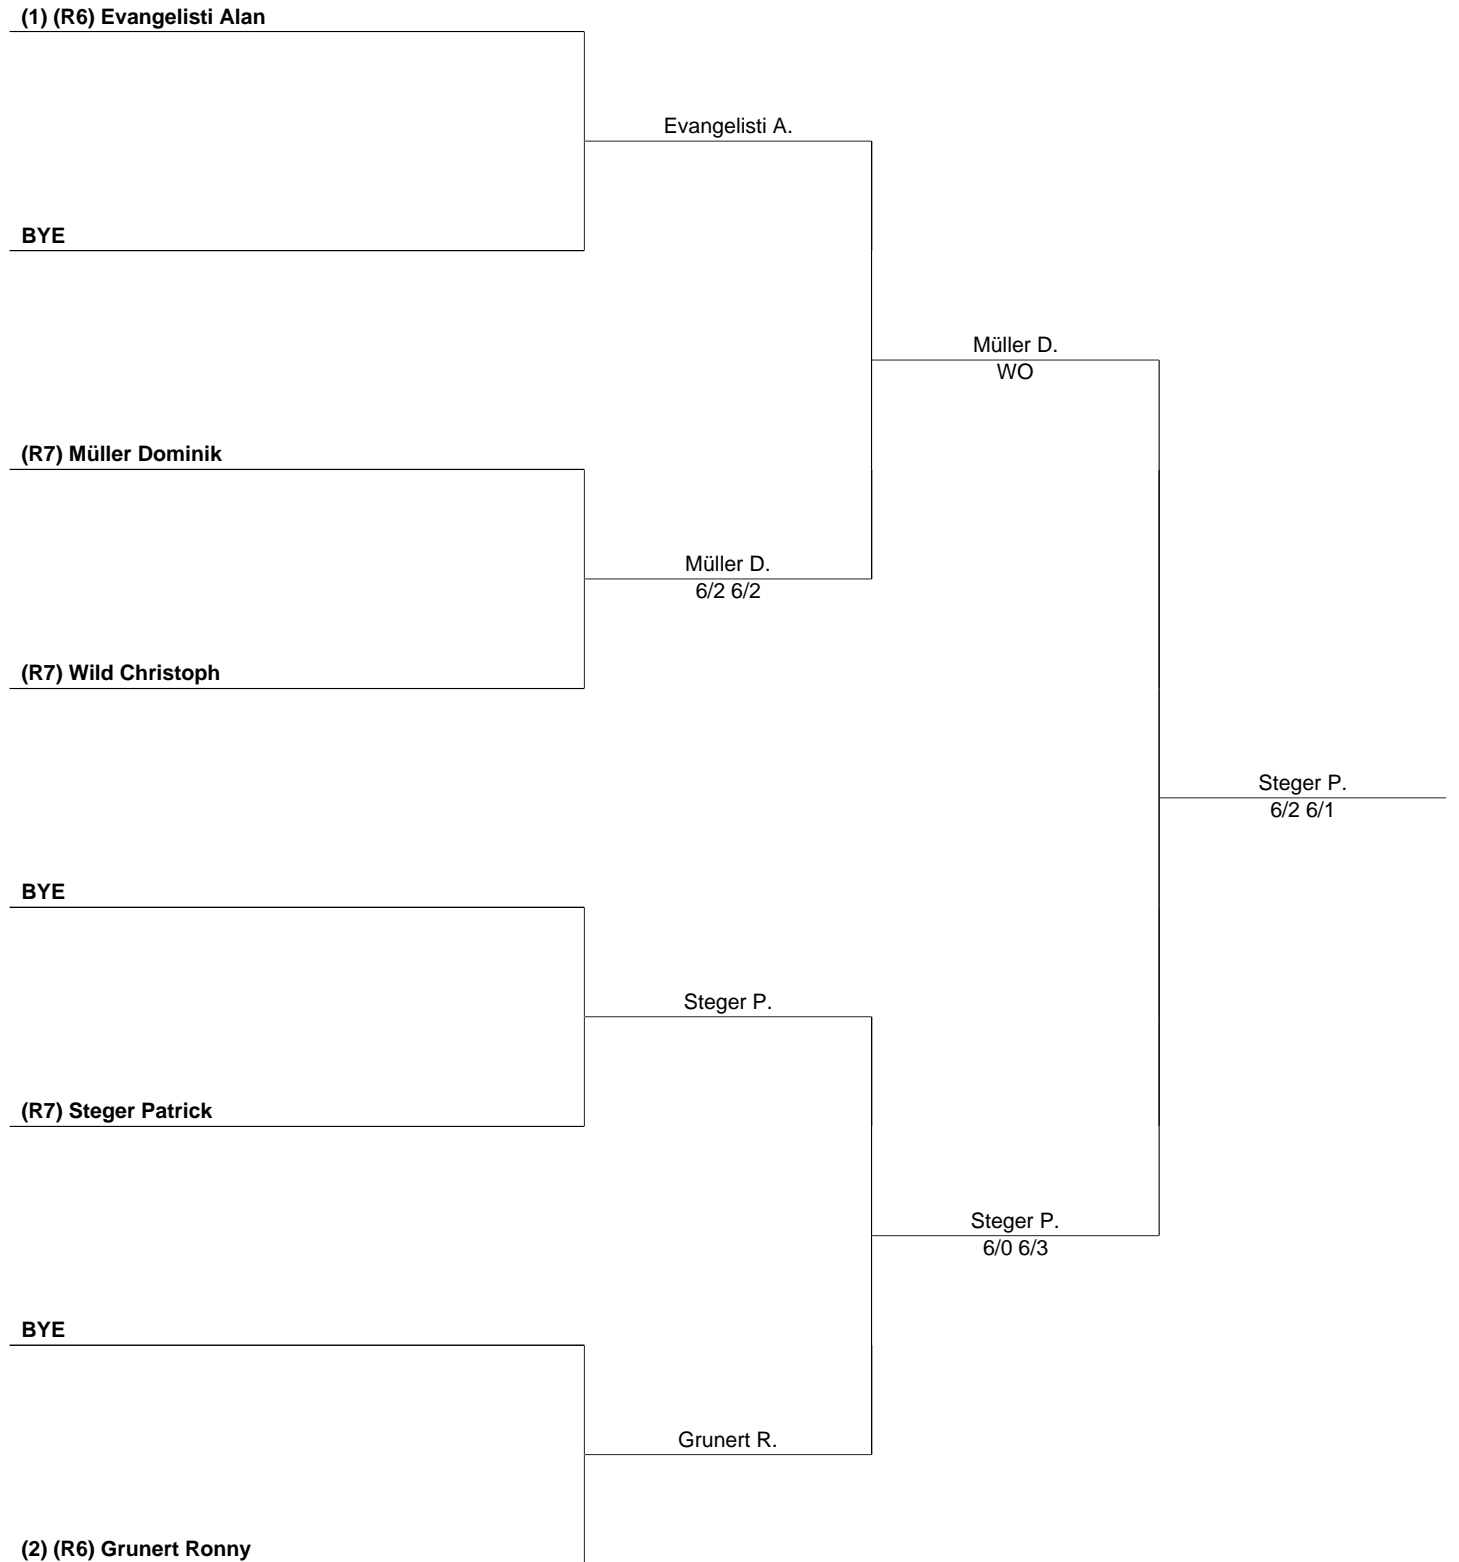 (1) (R6) Evangelisti Alan
Evangelisti A.
BYE
Müller D.
WO
(R7) Müller Dominik
Müller D.
6/2 6/2
(R7) Wild Christoph
Steger P.
6/2 6/1
BYE
Steger P.
(R7) Steger Patrick
Steger P.
6/0 6/3
BYE
Grunert R.
(2) (R6) Grunert Ronny